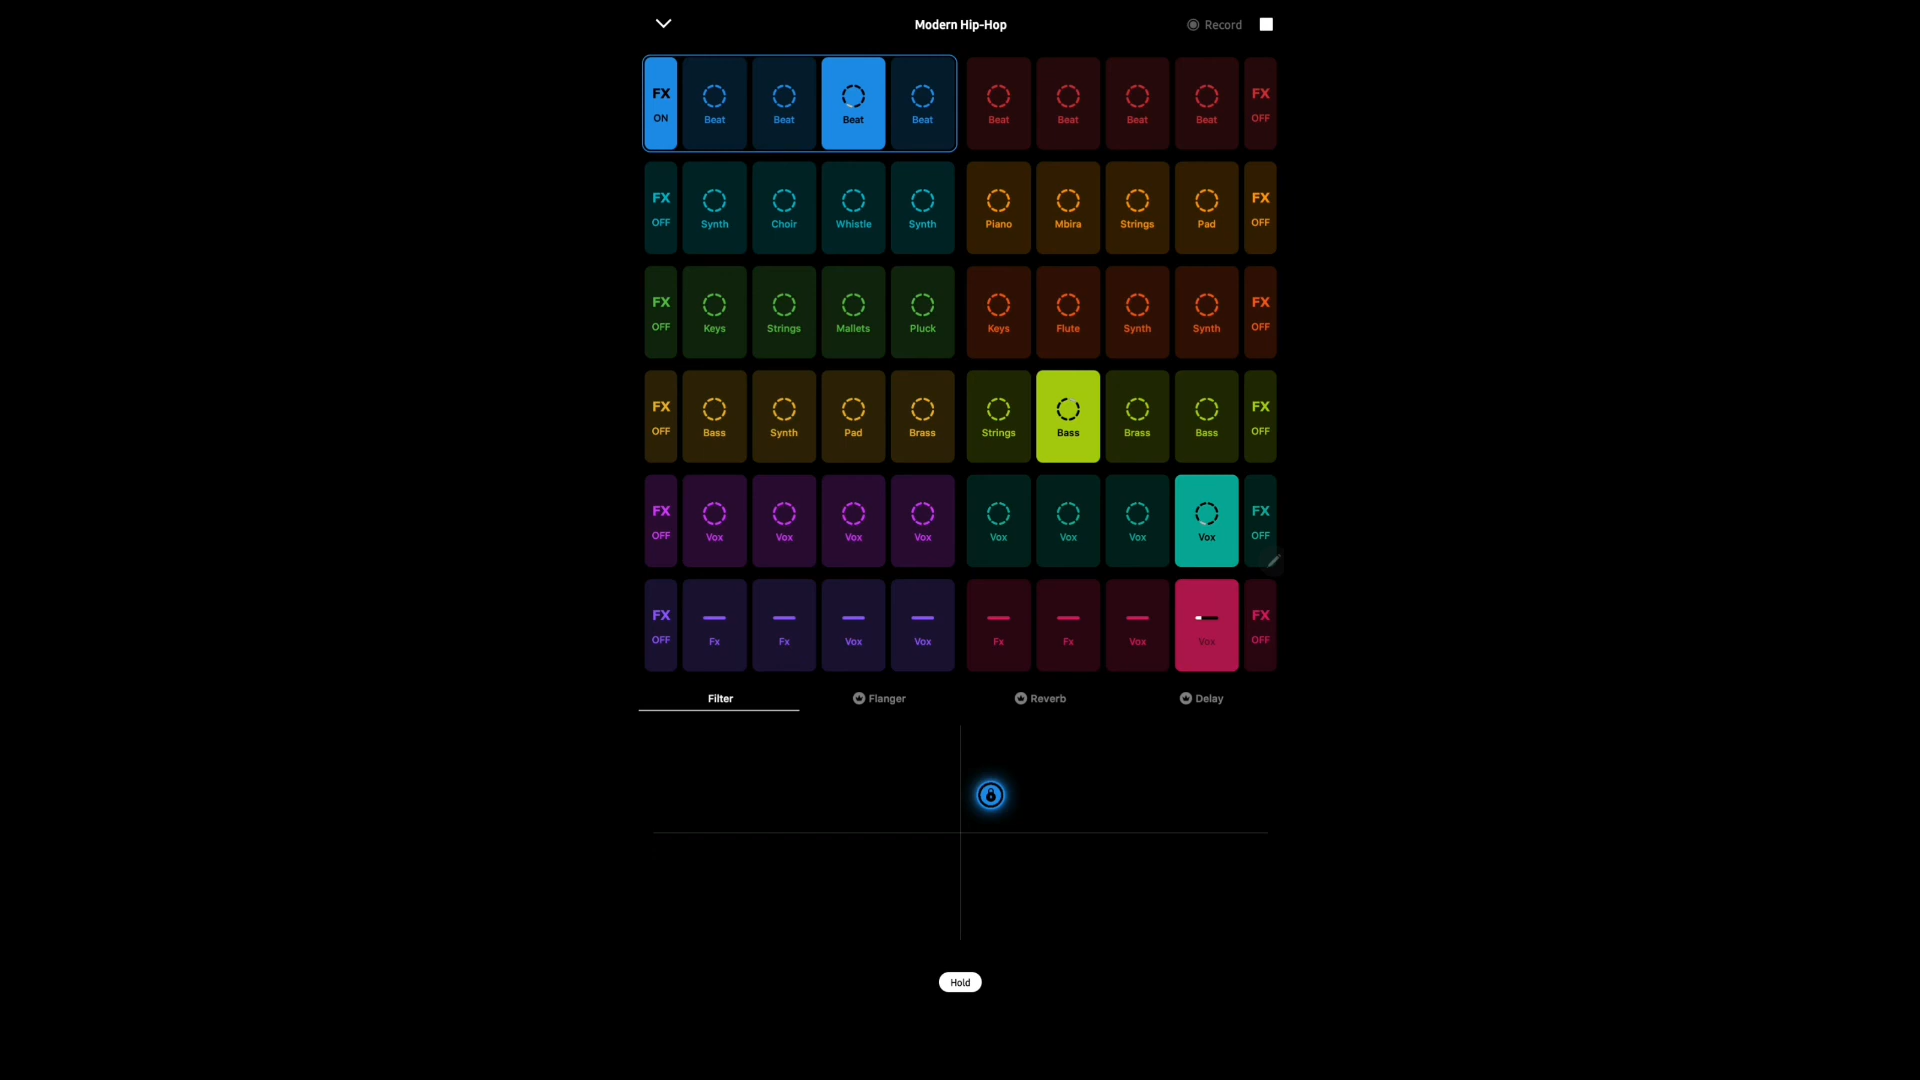 Modern Hip-Hop
Record
FX Beat Beat Beat Beat Beat Beat Beat Beat FX
ON OFF
FX Synth Choir Whistle Synth Piano Mbira Strings Pad FX
OFF OFF
FX Keys Strings Mallets Pluck Keys Flute Synth Synth FX
OFF OFF
FX Bass Synth Pad Brass Strings Bass Brass Bass FX
OFF OFF
FX Vox Vox Vox Vox Vox Vox Vox Vox FX
OFF OFF
FX Fx Fx Vox Vox Fx Fx Vox Vox FX
OFF OFF
Filter Flanger Reverb Delay
Hold